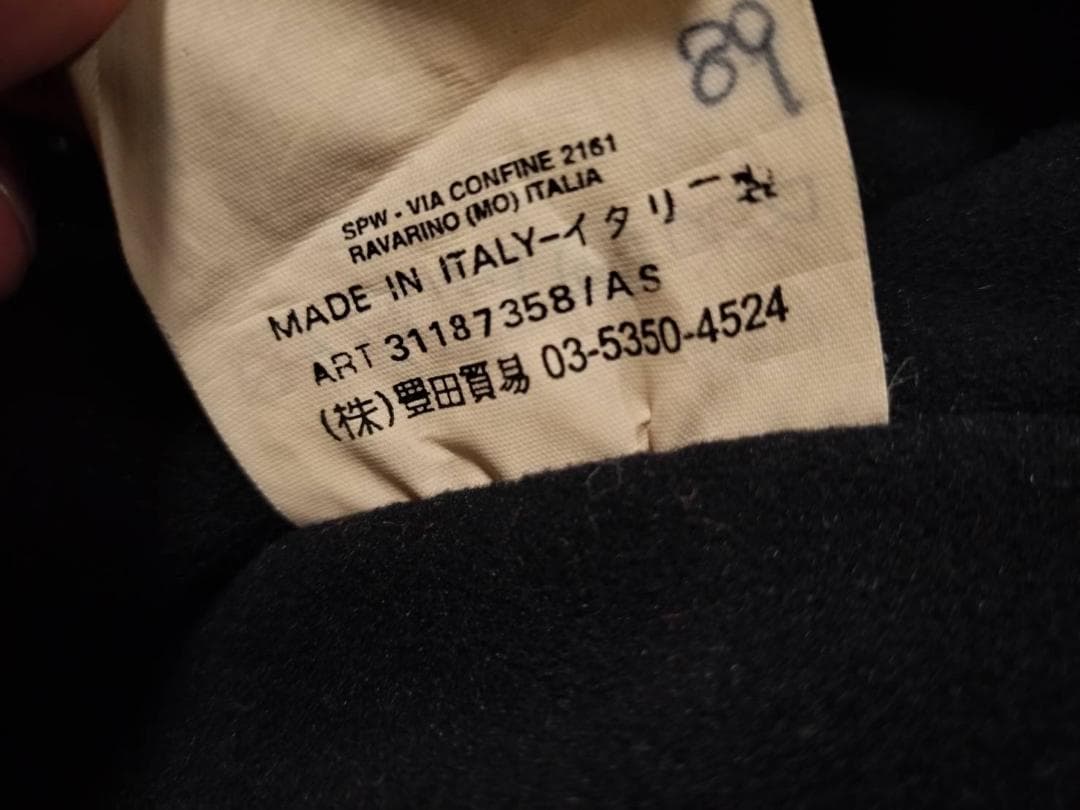 89
SPW - VIA CONFINE 2161
RAVARINO (MO) ITALIA
MADE IN ITALY-イタリー製
ART 31187358/AS
(株)豊田貿易 03-5350-4524